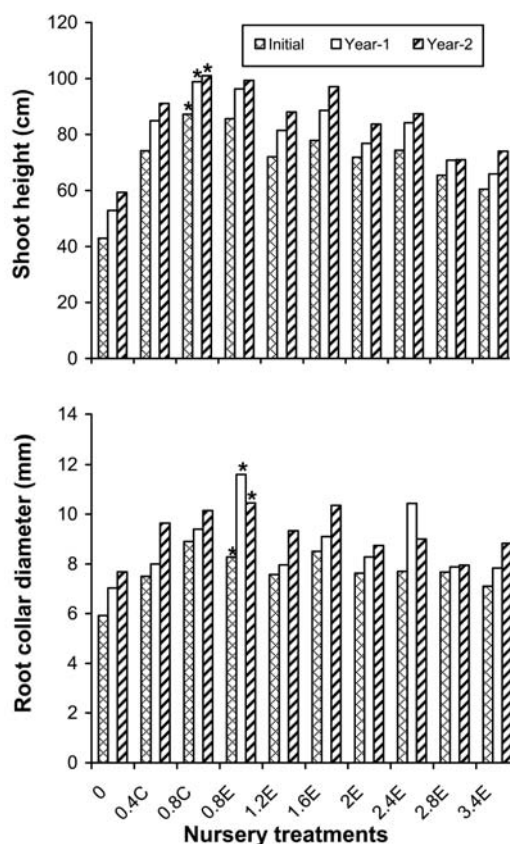 120
100
80
60
40
20
0
Shoot height (cm)
Initial Year-1 Year-2
* * *
14
12
10
8
6
4
2
0
Root collar diameter (mm)
* * *
0 0.4C 0.8C 0.8E 1.2E 1.6E 2E 2.4E 2.8E 3.4E
Nursery treatments